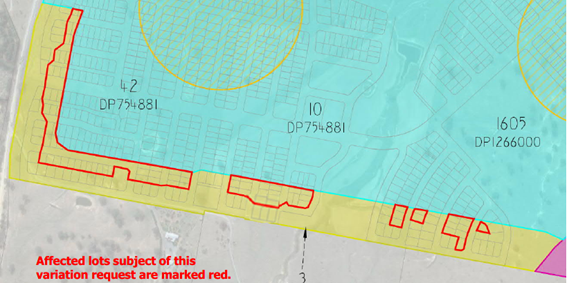 42
DP754881
10
DP754881
1605
DP1266000
3
Affected lots subject of this
variation request are marked red.